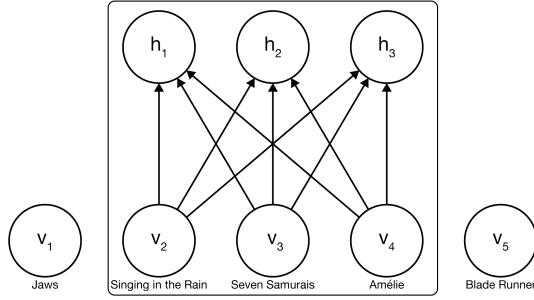 h1 h2 h3
v1 v2 v3 v4 v5
Jaws Singing in the Rain Seven Samurais Amélie Blade Runner